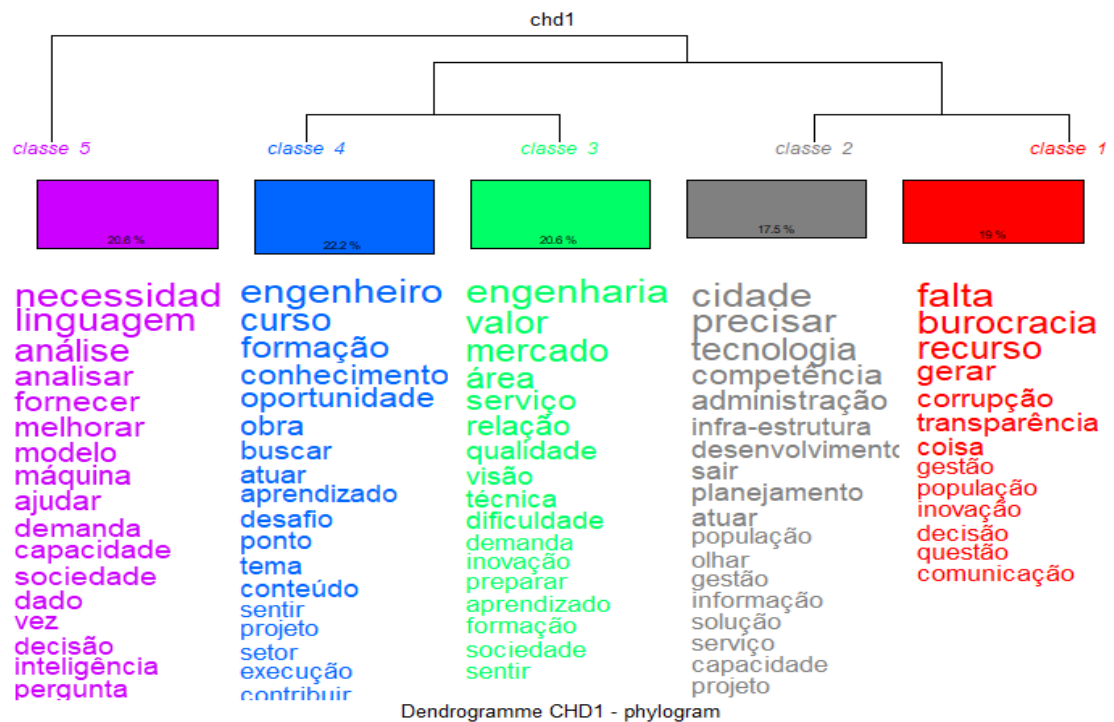 chd1
classe 5
classe 4
classe 3
classe 2
classe 1
20.6 %
22.2 %
20.6 %
17.5 %
19 %
necessidad
linguagem
análise
analisar
fornecer
melhorar
modelo
máquina
ajudar
demanda
capacidade
sociedade
dado
vez
decisão
inteligência
pergunta
engenheiro
curso
formação
conhecimento
oportunidade
obra
buscar
atuar
aprendizado
desafio
ponto
tema
conteúdo
sentir
projeto
setor
execução
contribuir
engenharia
valor
mercado
área
serviço
relação
qualidade
visão
técnica
dificuldade
demanda
inovação
preparar
aprendizado
formação
sociedade
sentir
cidade
precisar
tecnologia
competência
administração
infra-estrutura
desenvolvimento
sair
planejamento
atuar
população
olhar
gestão
informação
solução
serviço
capacidade
projeto
falta
burocracia
recurso
gerar
corrupção
transparência
coisa
gestão
população
inovação
decisão
questão
comunicação
Dendrogramme CHD1 - phylogram